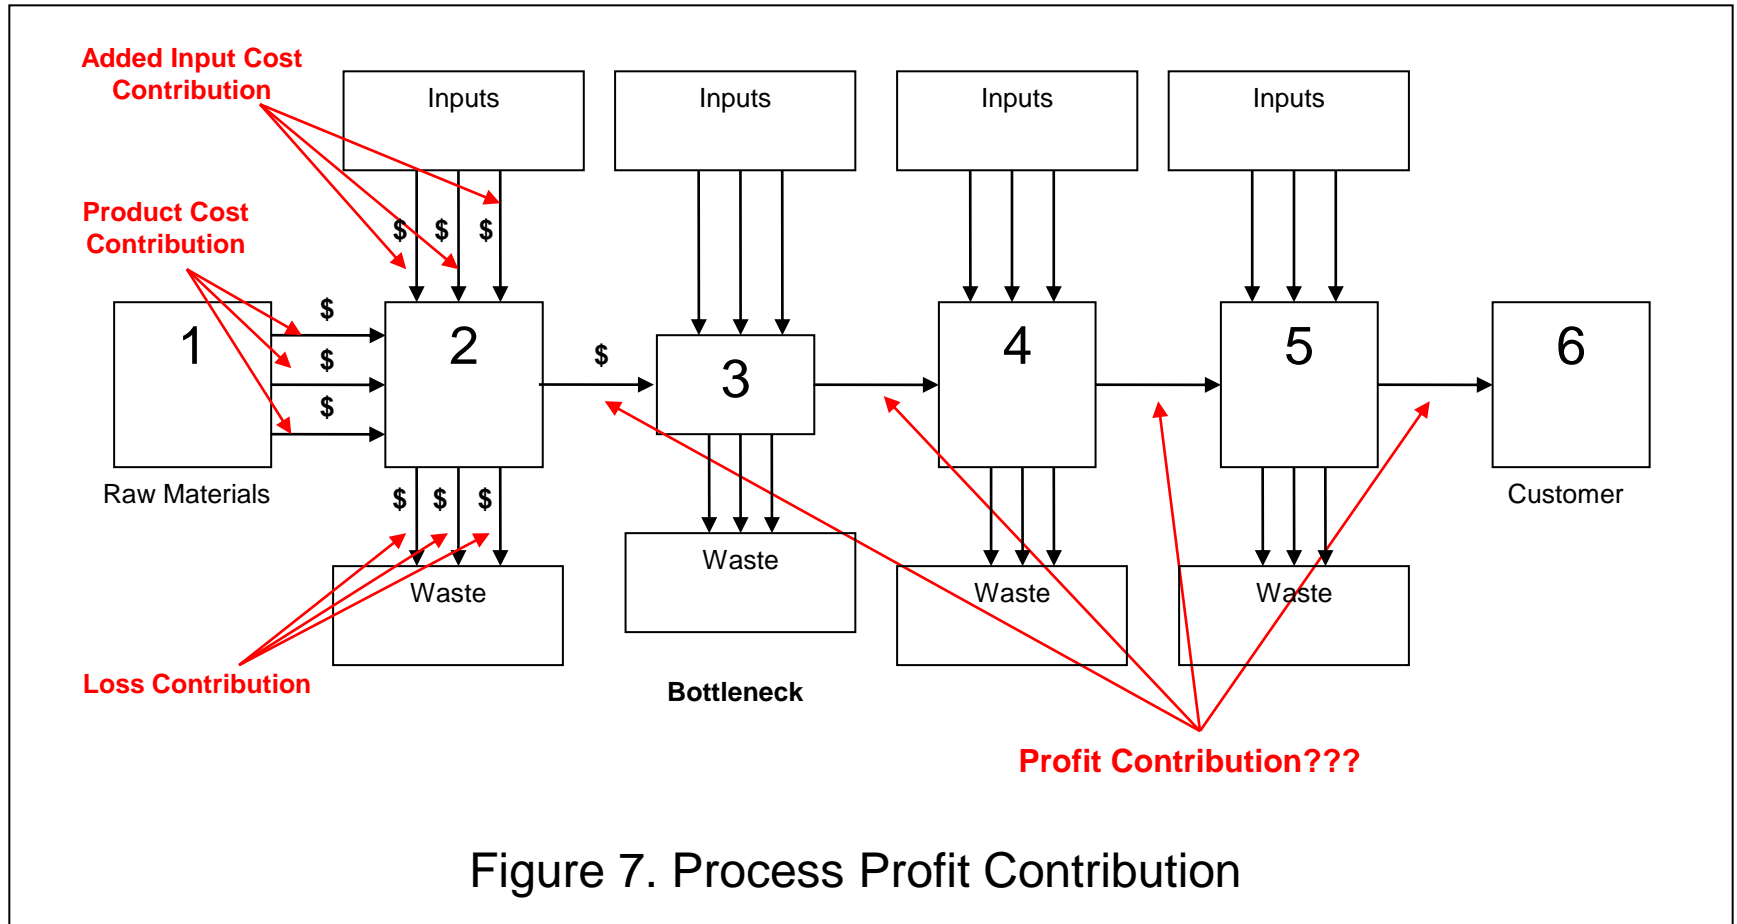 Added Input Cost
Contribution
Inputs
Inputs
Inputs
Inputs
Product Cost
Contribution
$ $ $
$
1
$
$
2
$
3
4
5
6
Raw Materials
$ $ $
Customer
Waste
Waste
Waste
Waste
Loss Contribution
Bottleneck
Profit Contribution???
Figure 7. Process Profit Contribution